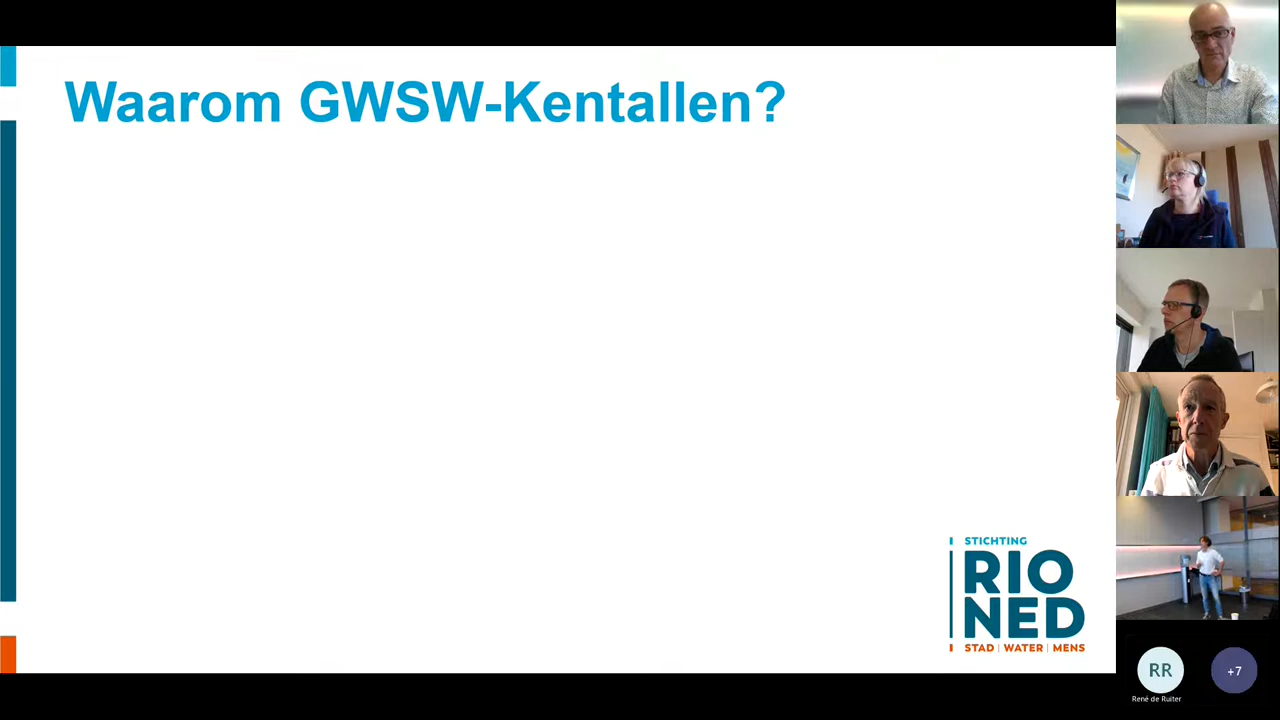 Waarom GWSW-Kentallen?
STICHTING
RIO
NED
STAD | WATER | MENS
RR
+7
René de Ruiter